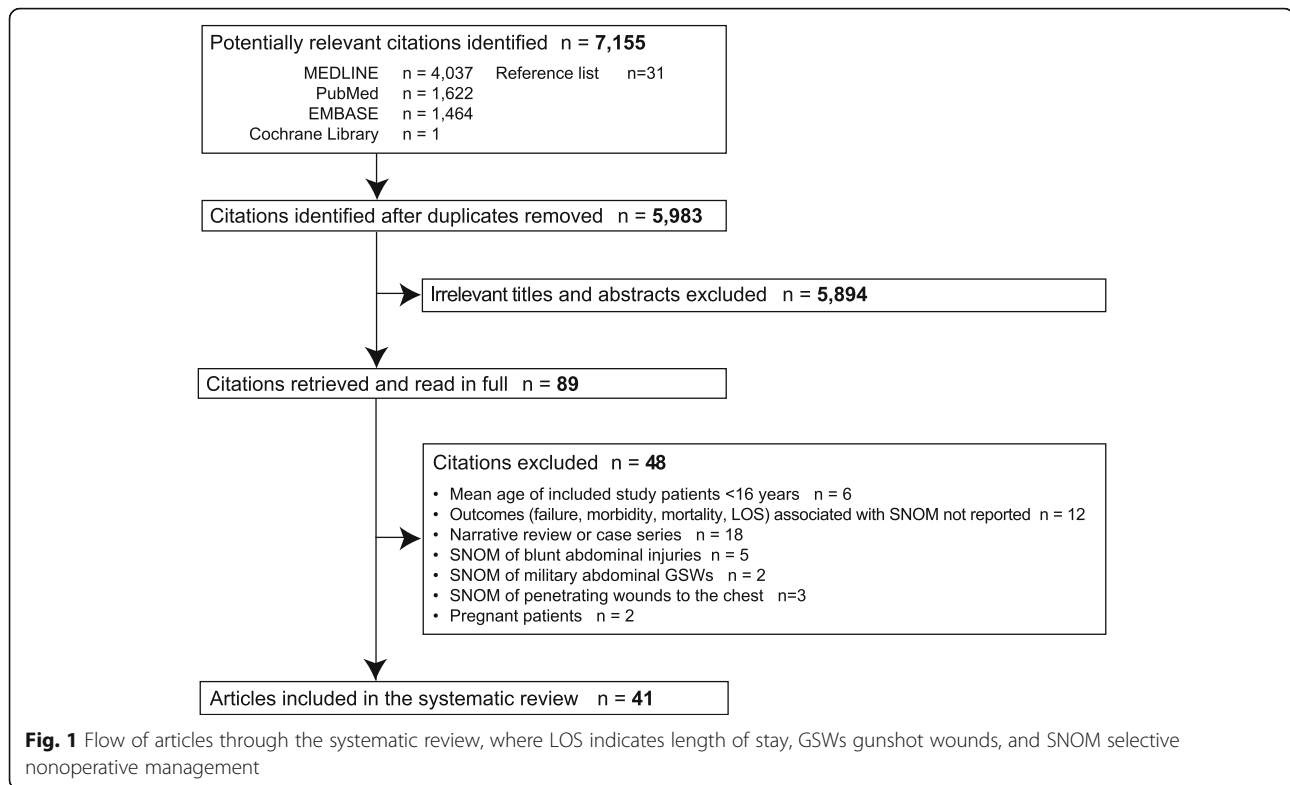 Potentially relevant citations identified n = 7,155
MEDLINE n = 4,037 Reference list n=31
PubMed n = 1,622
EMBASE n = 1,464
Cochrane Library n = 1
Citations identified after duplicates removed n = 5,983
Irrelevant titles and abstracts excluded n = 5,894
Citations retrieved and read in full n = 89
Citations excluded n = 48
• Mean age of included study patients <16 years n = 6
• Outcomes (failure, morbidity, mortality, LOS) associated with SNOM not reported n = 12
• Narrative review or case series n = 18
• SNOM of blunt abdominal injuries n = 5
• SNOM of military abdominal GSWs n = 2
• SNOM of penetrating wounds to the chest n=3
• Pregnant patients n = 2
Articles included in the systematic review n = 41
Fig. 1 Flow of articles through the systematic review, where LOS indicates length of stay, GSWs gunshot wounds, and SNOM selective
nonoperative management